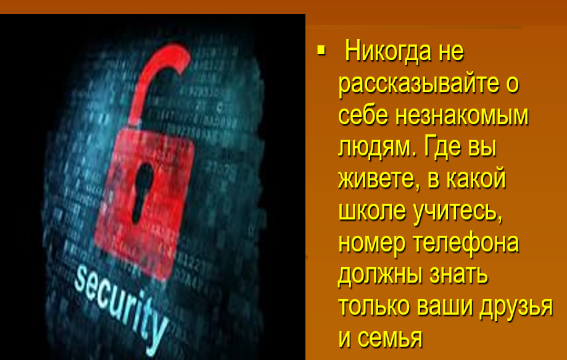 security
Никогда не
рассказывайте о
себе незнакомым
людям. Где вы
живете, в какой
школе учитесь,
номер телефона
должны знать
только ваши друзья
и семья